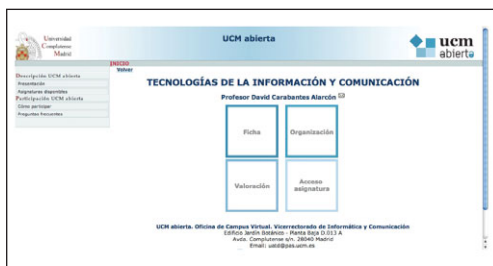 Universidad
Complutense
Madrid
UCM abierta
ucm
abierta
INICIO
Volver
Descripción UCM abierta
Presentación
Asignaturas disponibles
Participación UCM abierta
Cómo participar
Preguntas frecuentes
TECNOLOGÍAS DE LA INFORMACIÓN Y COMUNICACIÓN
Profesor David Carabantes Alarcón
Ficha
Organización
Valoración
Acceso
asignatura
UCM abierta. Oficina de Campus Virtual. Vicerrectorado de Informática y Comunicación
Edificio Jardín Botánico - Planta Baja D.013 A
Avda. Complutense s/n. 28040 Madrid
Email: uatd@pas.ucm.es